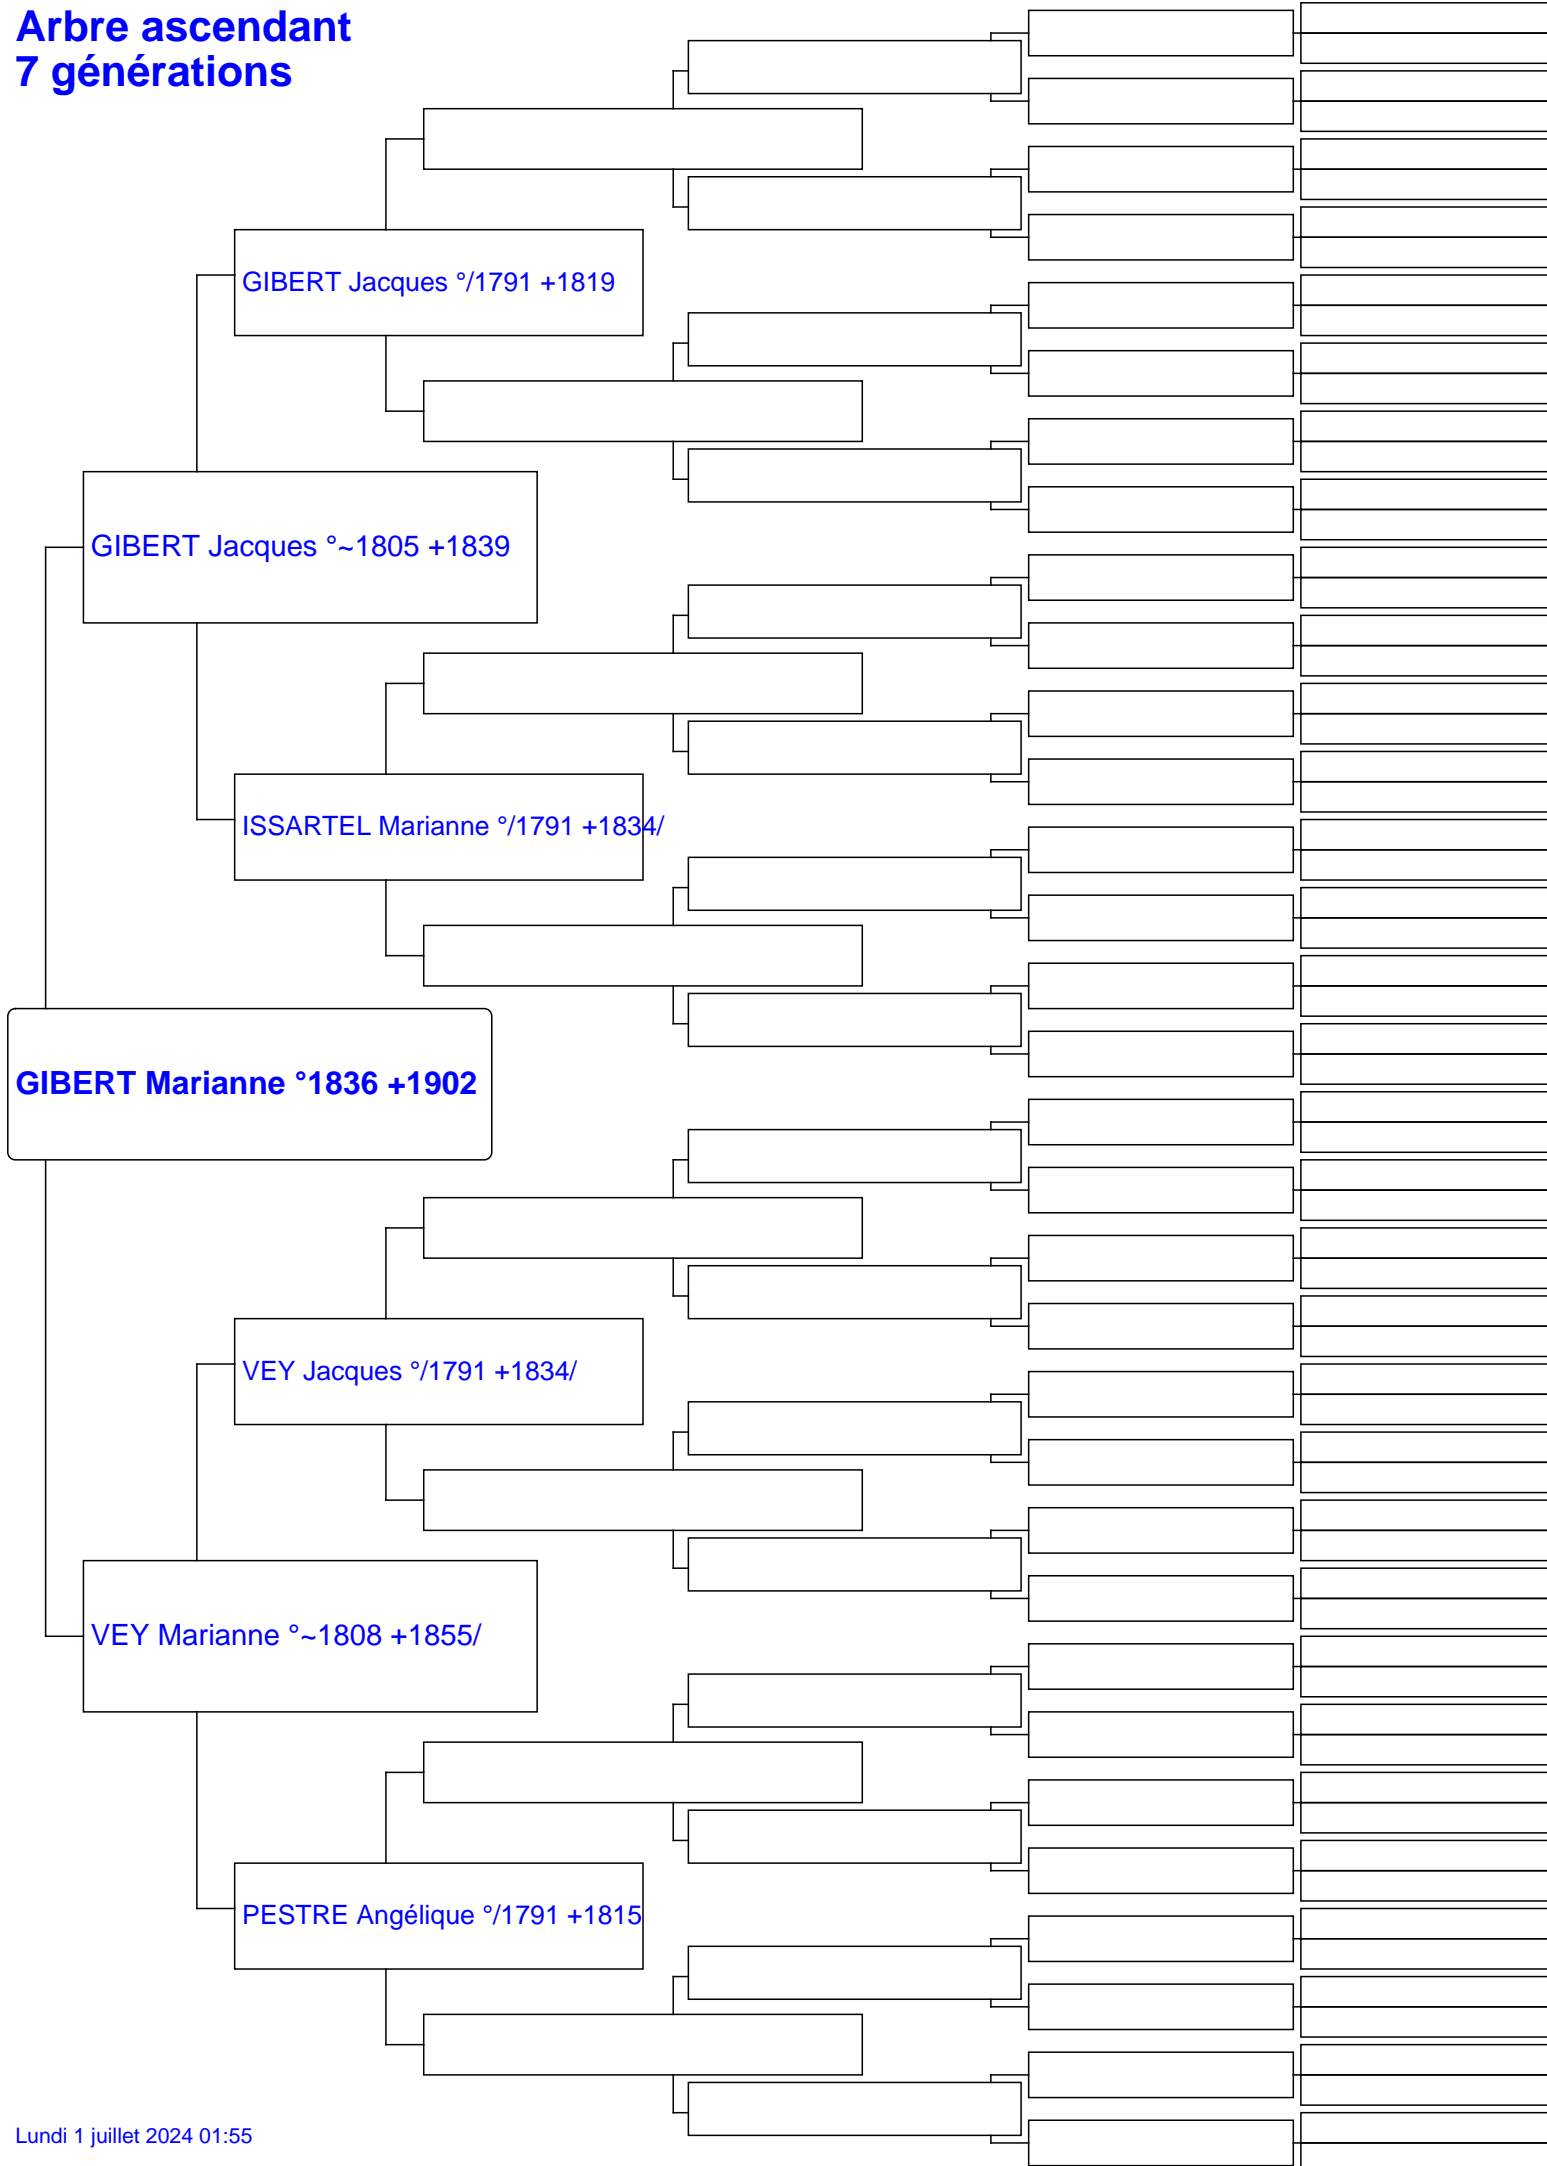 Arbre ascendant
7 générations
GIBERT Jacques °/1791 +1819
GIBERT Jacques °~1805 +1839
ISSARTEL Marianne °/1791 +1834/
GIBERT Marianne °1836 +1902
VEY Jacques °/1791 +1834/
VEY Marianne °~1808 +1855/
PESTRE Angélique °/1791 +1815
Lundi 1 juillet 2024 01:55